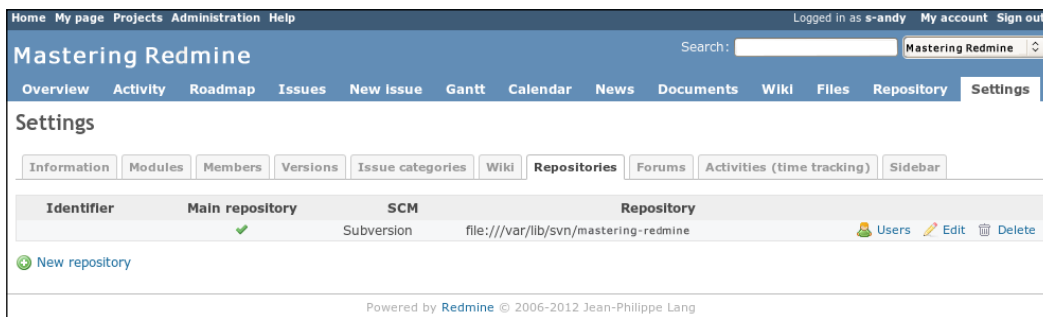 Home My page Projects Administration Help Logged in as s-andy My account Sign out
Mastering Redmine Search: Mastering Redmine
Overview Activity Roadmap Issues New issue Gantt Calendar News Documents Wiki Files Repository Settings
Settings
Information Modules Members Versions Issue categories Wiki Repositories Forums Activities (time tracking) Sidebar
Identifier Main repository SCM Repository
Subversion file:///var/lib/svn/mastering-redmine Users Edit Delete
New repository
Powered by Redmine © 2006-2012 Jean-Philippe Lang